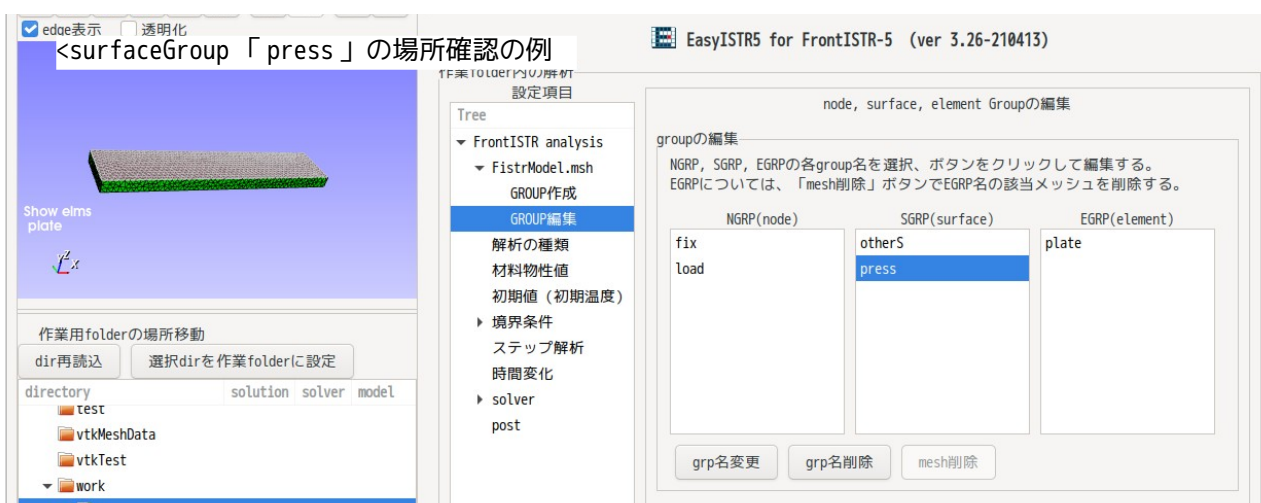 edge表示 透明化
<surfaceGroup 「press」の場所確認の例
Show elms
plate
作業用folderの場所移動
dir再読込 選択dirを作業folderに設定
directory solution solver model
test
vtkMeshData
vtkTest
work
EasyISTR5 for FrontISTR-5 (ver 3.26-210413)
作業folder内の解析
設定項目
Tree
FrontISTR analysis
FistrModel.msh
GROUP作成
GROUP編集
解析の種類
材料物性値
初期値 (初期温度)
境界条件
ステップ解析
時間変化
solver
post
node, surface, element Groupの編集
groupの編集
NGRP, SGRP, EGRPの各group名を選択、ボタンをクリックして編集する。
EGRPについては、「mesh削除」ボタンでEGRP名の該当メッシュを削除する。
NGRP(node) SGRP(surface) EGRP(element)
fix otherS plate
load press
grp名変更 grp名削除 mesh削除